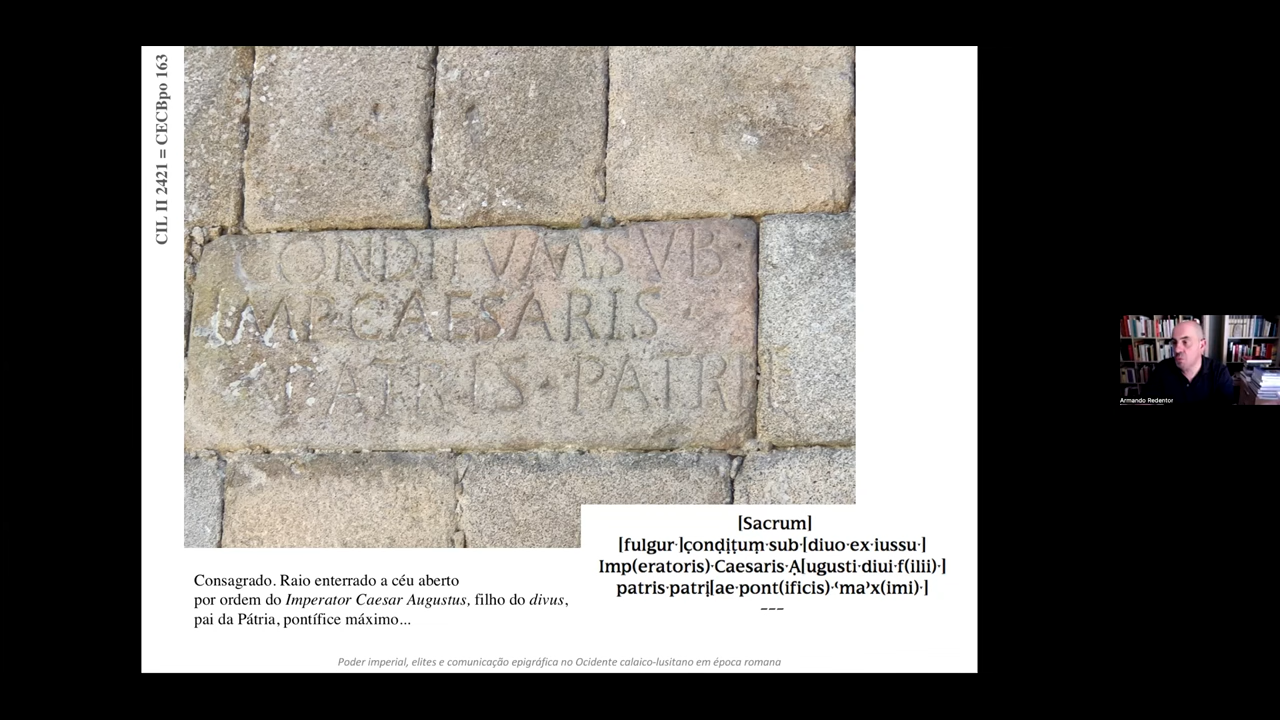 CIL II 2421 = CECBpo 163
CONDITVM SVB
IMP·CAESARIS·
PATRIS·PATRI
[Sacrum]
[fulgur·]c̣ọnḍịṭuṃ·sub·[diuo·ex·iussu·]
Imp(eratoris)·Caesaris·Ạ[ugusti·diui·f(ilii)·]
patris·patrị[ae·pont(ificis)·‘ma’x(imi)·]
---
Consagrado. Raio enterrado a céu aberto
por ordem do Imperator Caesar Augustus, filho do divus,
pai da Pátria, pontífice máximo...
Poder imperial, elites e comunicação epigráfica no Ocidente calaico-lusitano em época romana
Armando Redentor